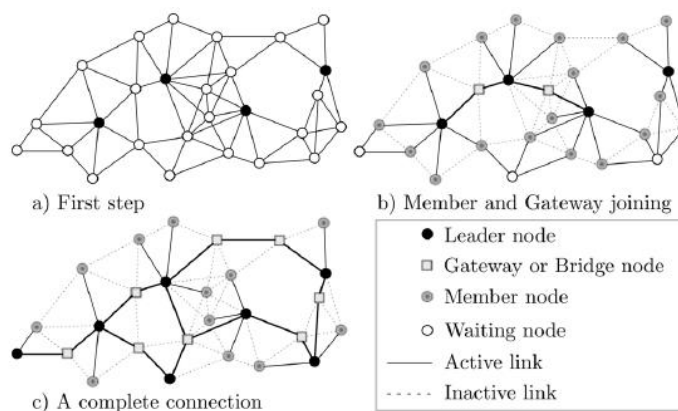 a) First step
b) Member and Gateway joining
c) A complete connection
Leader node
Gateway or Bridge node
Member node
Waiting node
Active link
Inactive link